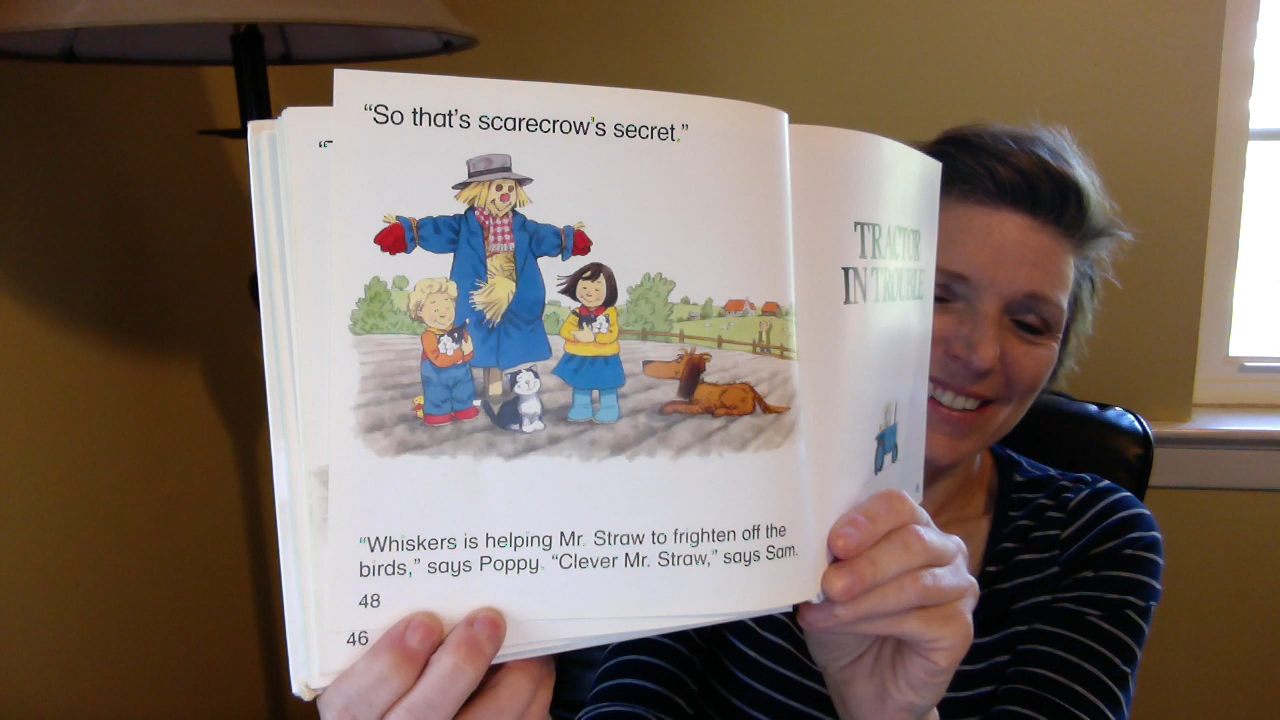 “So that’s scarecrow’s secret.”
“Whiskers is helping Mr. Straw to frighten off the
birds,” says Poppy. “Clever Mr. Straw,” says Sam.
48
46
TRACTOR
IN TROUBLE